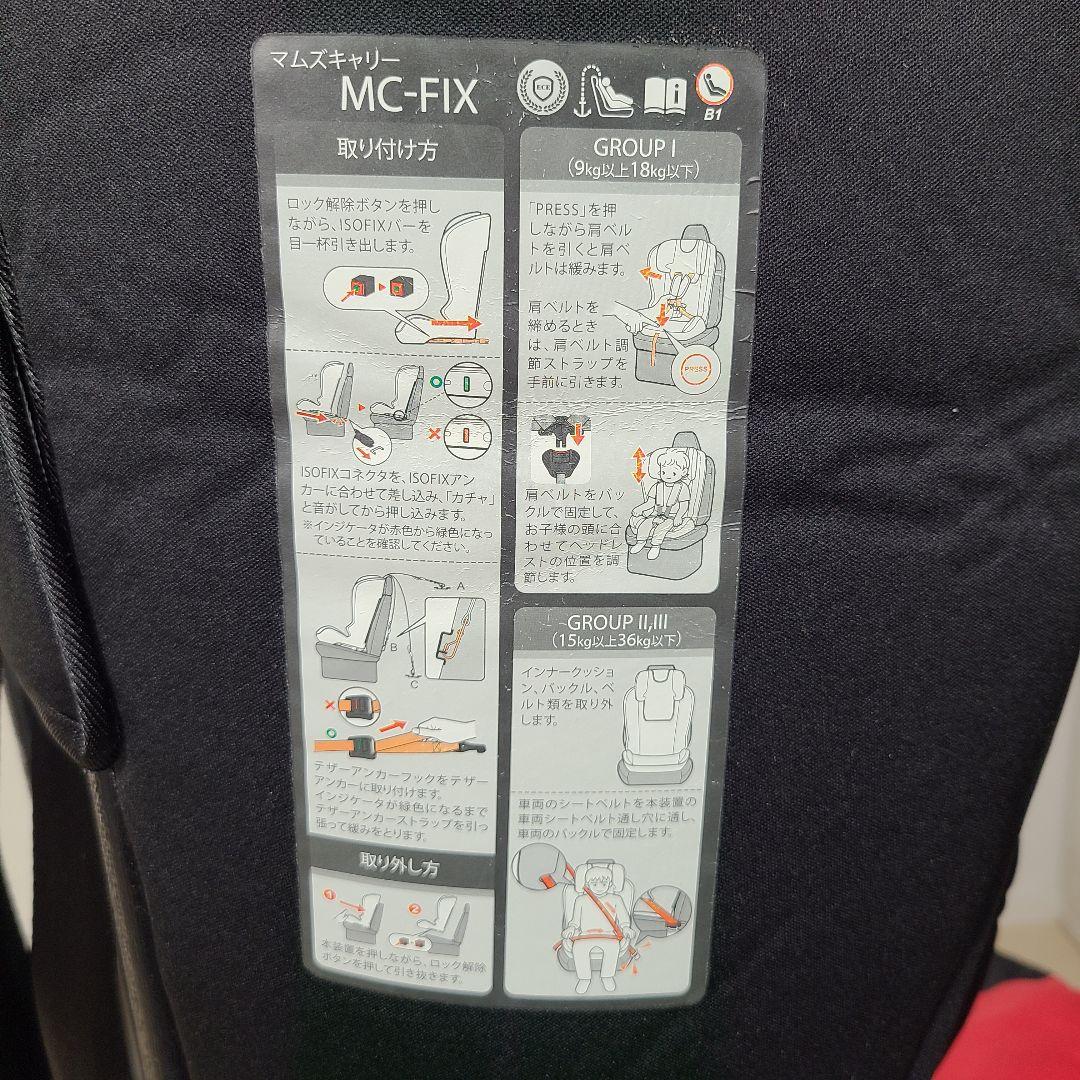 マムズキャリー
MC-FIX
ECE
i
B1
取り付け方
ロック解除ボタンを押し
ながら、ISOFIXバーを
目一杯引き出します。
ISOFIXコネクタを、ISOFIXアン
カーに合わせて差し込み、「カチャ」
と音がしてから押し込みます。
※インジケータが赤色から緑色になっ
ていることを確認してください。
A
B
C
テザーアンカーフックをテザー
アンカーに取り付けます。
インジケータが緑色になるまで
テザーアンカーストラップを引っ
張って緩みをとります。
取り外し方
1
2
本装置を押しながら、ロック解除
ボタンを押して引き抜きます。
GROUP I
（9kg以上18kg以下）
「PRESS」を押
しながら肩ベル
トを引くと肩ベ
ルトは緩みます。
肩ベルトを
締めるとき
は、肩ベルト調
節ストラップを
手前に引きます。
PRESS
肩ベルトをバッ
クルで固定して、
お子様の頭に合
わせてヘッドレ
ストの位置を調
節します。
GROUP II,III
（15kg以上36kg以下）
インナークッショ
ン、バックル、ベ
ルト類を取り外
します。
車両のシートベルトを本装置の
車両シートベルト通し穴に通し、
車両のバックルで固定します。